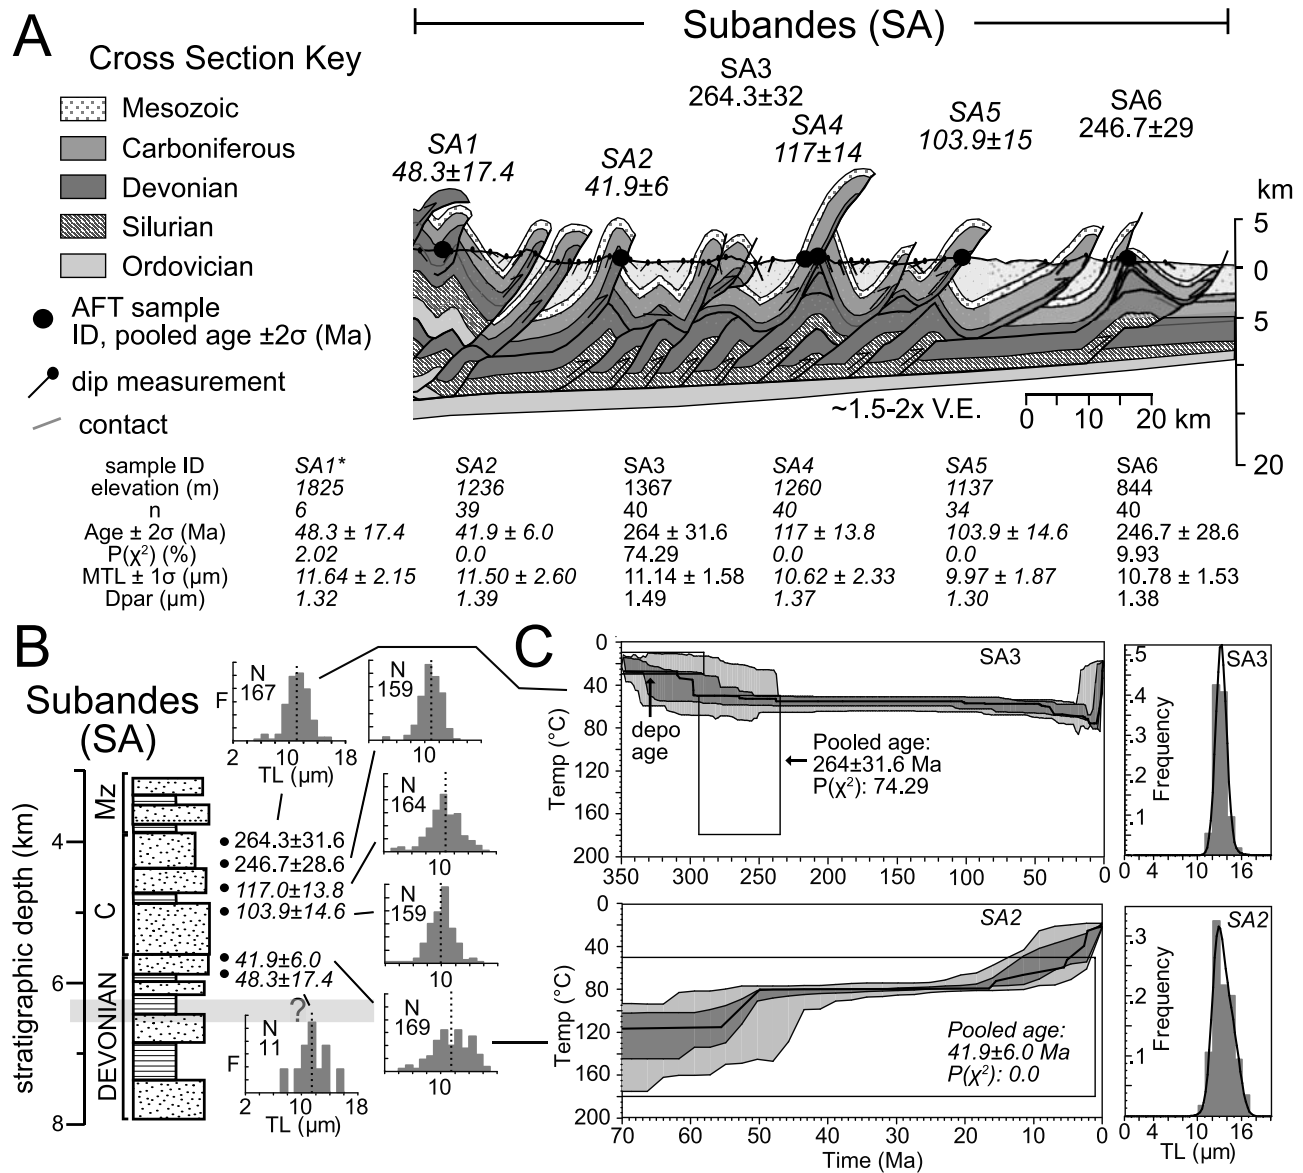 A
Subandes (SA)
Cross Section Key
Mesozoic
Carboniferous
Devonian
Silurian
Ordovician
AFT sample
ID, pooled age ±2σ (Ma)
dip measurement
contact
SA1
48.3±17.4
SA2
41.9±6
SA3
264.3±32
SA4
117±14
SA5
103.9±15
SA6
246.7±29
km
5
0
5
20
~1.5-2x V.E.
0 10 20 km
sample ID SA1* SA2 SA3 SA4 SA5 SA6
elevation (m) 1825 1236 1367 1260 1137 844
n 6 39 40 40 34 40
Age ± 2σ (Ma) 48.3 ± 17.4 41.9 ± 6.0 264 ± 31.6 117 ± 13.8 103.9 ± 14.6 246.7 ± 28.6
P(χ²) (%) 2.02 0.0 74.29 0.0 0.0 9.93
MTL ± 1σ (μm) 11.64 ± 2.15 11.50 ± 2.60 11.14 ± 1.58 10.62 ± 2.33 9.97 ± 1.87 10.78 ± 1.53
Dpar (μm) 1.32 1.39 1.49 1.37 1.30 1.38
B
Subandes
(SA)
stratigraphic depth (km)
4
6
8
Mz
C
DEVONIAN
264.3±31.6
246.7±28.6
117.0±13.8
103.9±14.6
41.9±6.0
48.3±17.4
?
N
167
F
2 10 18
TL (μm)
N
159
10
N
164
10
N
159
10
N
169
10
N
11
F
2 10 18
TL (μm)
C
SA3
Temp (°C)
0
40
80
120
160
200
350 300 250 200 150 100 50 0
depo
age
Pooled age:
264±31.6 Ma
P(χ²): 74.29
SA3
Frequency
.5
.4
.3
.2
.1
0 8 16
SA2
Temp (°C)
0
40
80
120
160
200
70 60 50 40 30 20 10 0
Time (Ma)
Pooled age:
41.9±6.0 Ma
P(χ²): 0.0
SA2
Frequency
.3
.2
.1
0 8 16
TL (μm)